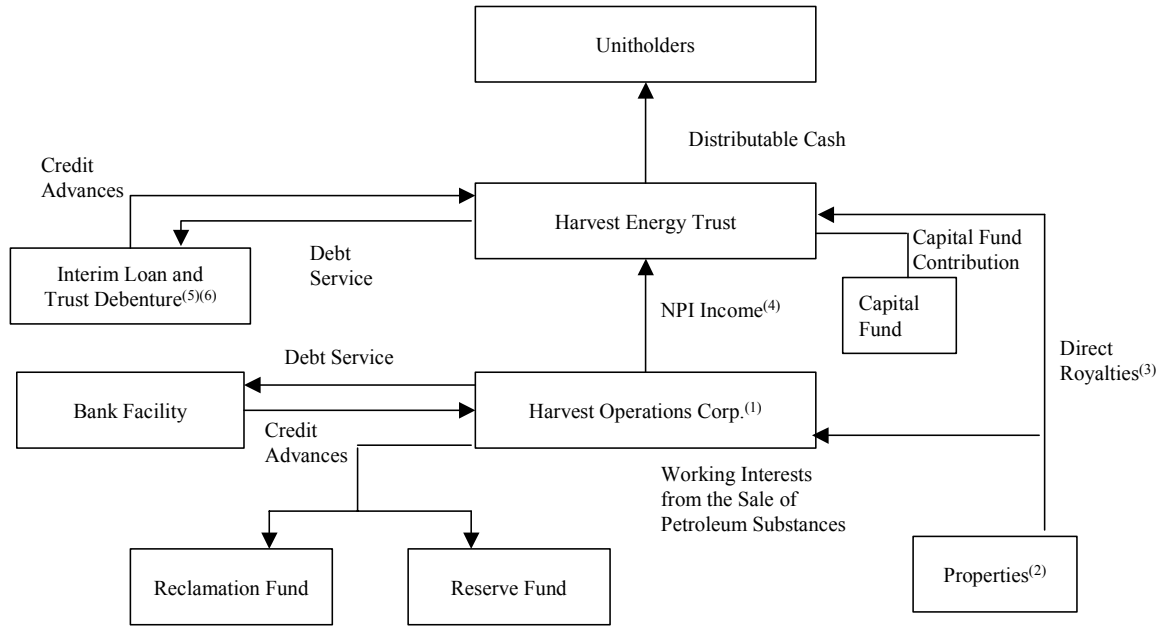 Unitholders
Distributable Cash
Credit
Advances
Harvest Energy Trust
Debt
Service
Interim Loan and
Trust Debenture(5)(6)
Capital Fund
Contribution
Capital
Fund
NPI Income(4)
Direct
Royalties(3)
Debt Service
Bank Facility
Harvest Operations Corp.(1)
Credit
Advances
Working Interests
from the Sale of
Petroleum Substances
Reclamation Fund
Reserve Fund
Properties(2)